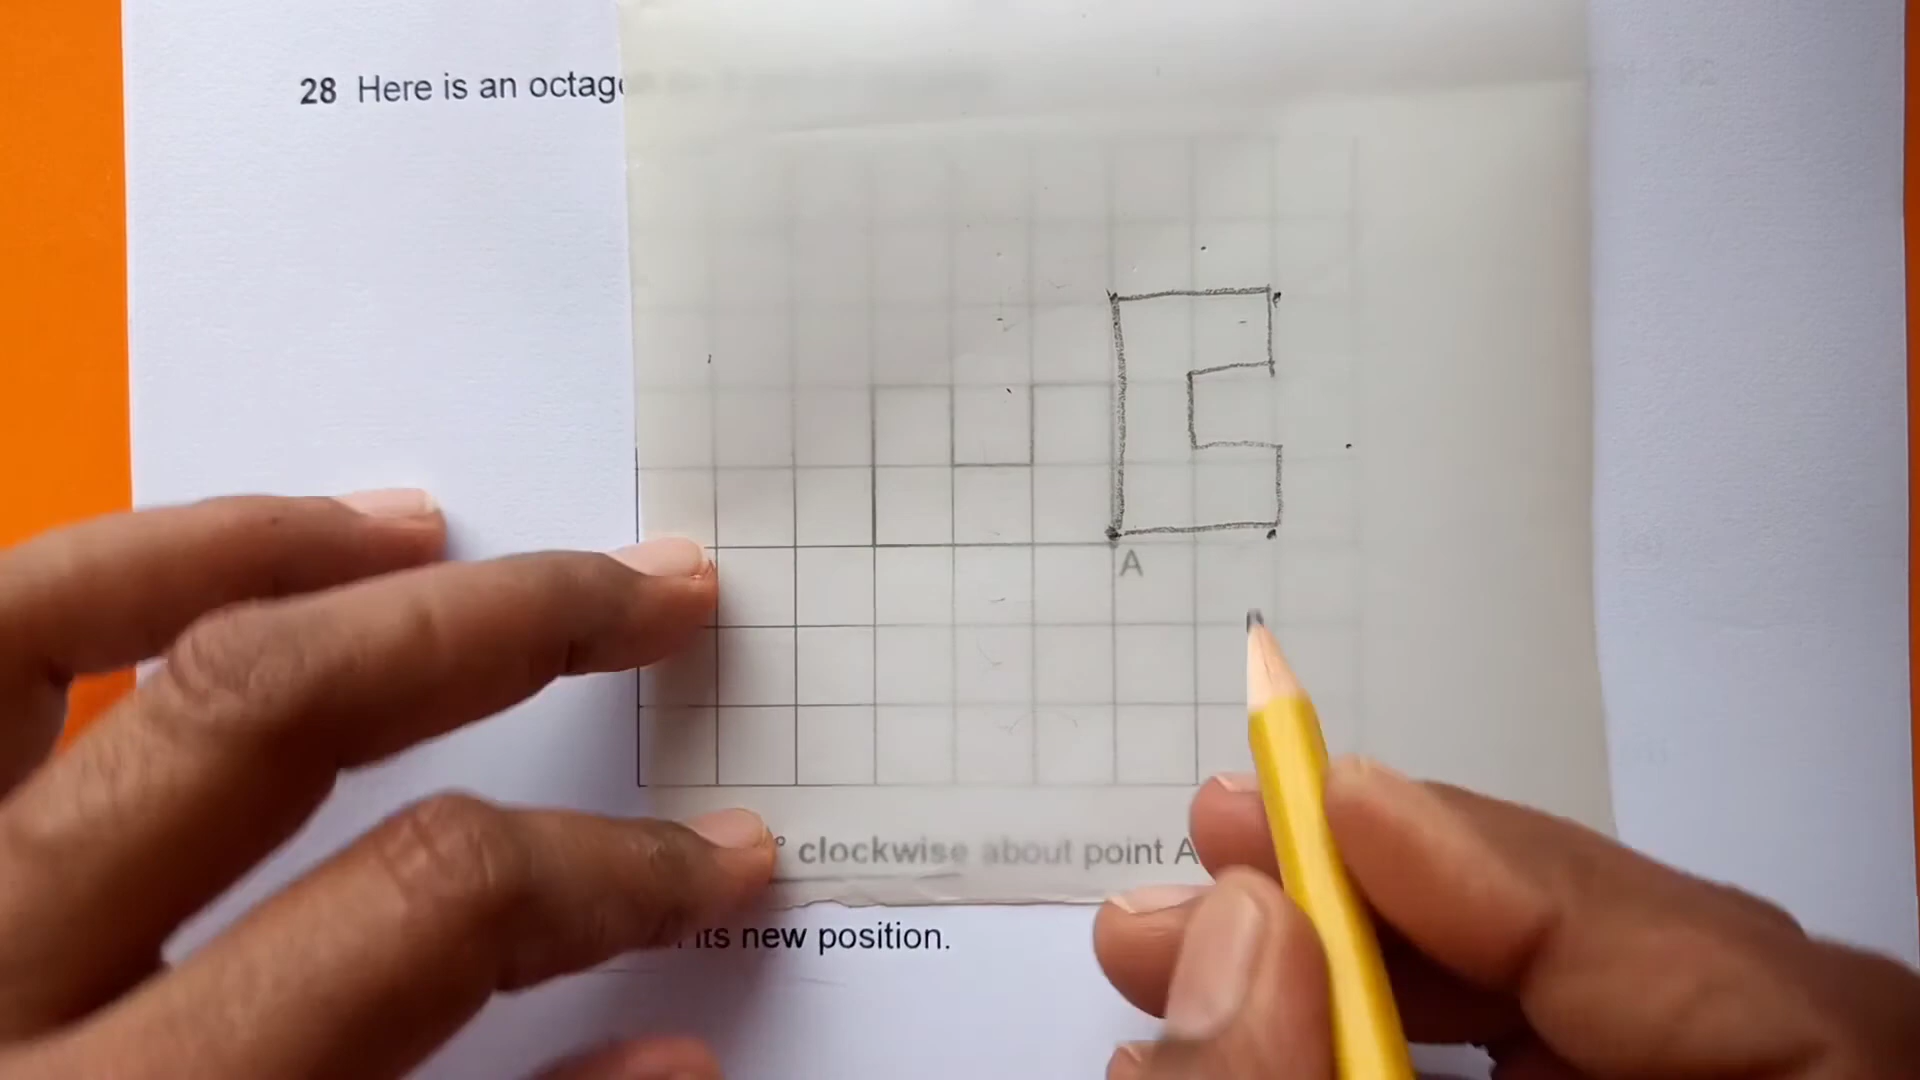 28 Here is an octag
A
° clockwise about point A
its new position.